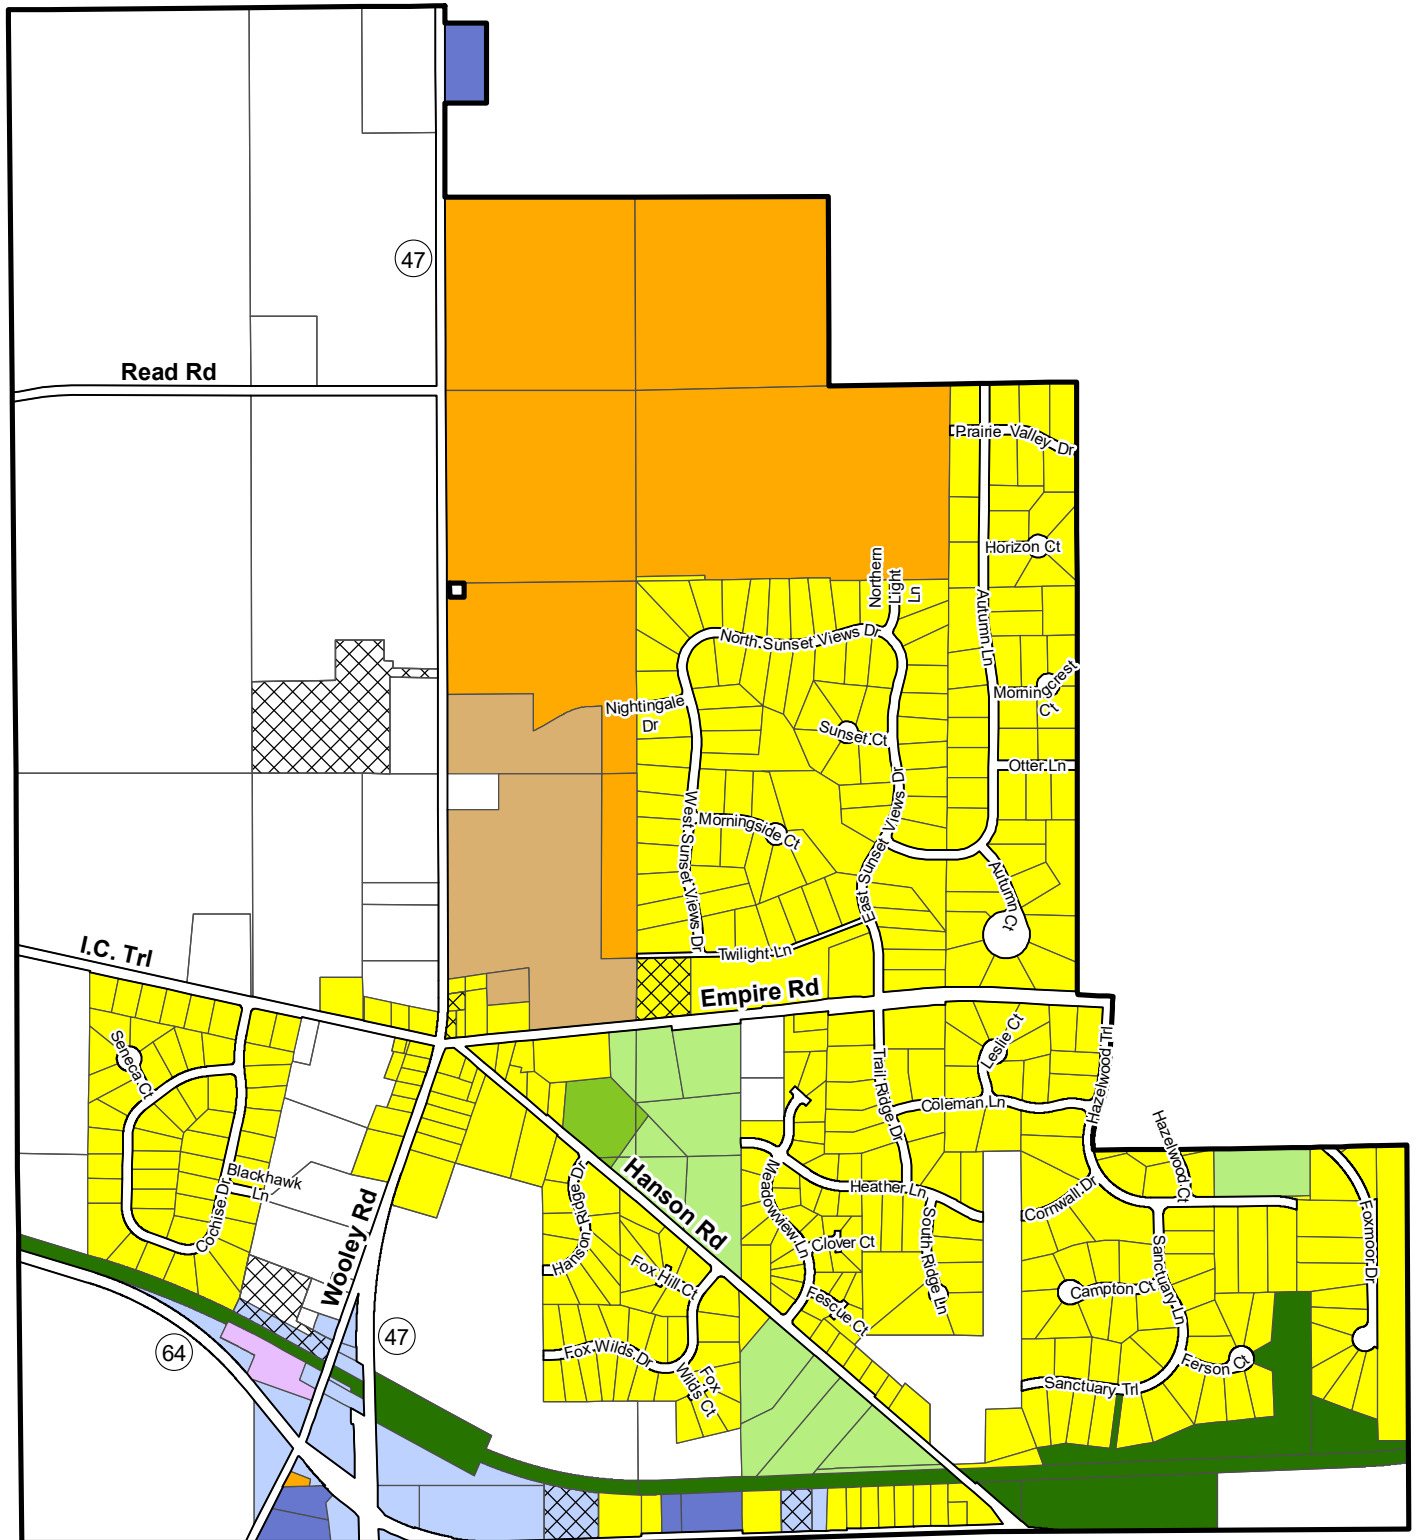 47
Read Rd
Prairie Valley Dr
Horizon Ct
Northern
Light
Ln
Autumn Ln
North Sunset Views Dr
Morningcrest
Ct
Nightingale
Dr
Sunset Ct
Otter Ln
West Sunset Views Dr
Morningside Ct
East Sunset Views Dr
Autumn Ct
I.C. Trl
Twilight Ln
Empire Rd
Seneca Ct
Leslie Ct
Hazelwood Trl
Trail Ridge Dr
Coleman Ln
Hazelwood Ct
Blackhawk
Ln
Cochise Dr
Wooley Rd
Hanson Ridge Dr
Hanson Rd
Meadowview Ln
Heather Ln
South Ridge Ln
Cornwall Dr
Clover Ct
Sanctuary Ln
Foxmoor Dr
Fox Hill Ct
Fescue Ct
Campton Ct
64
47
Fox Wilds Dr
Fox
Wilds Ct
Ferson Ct
Sanctuary Trl